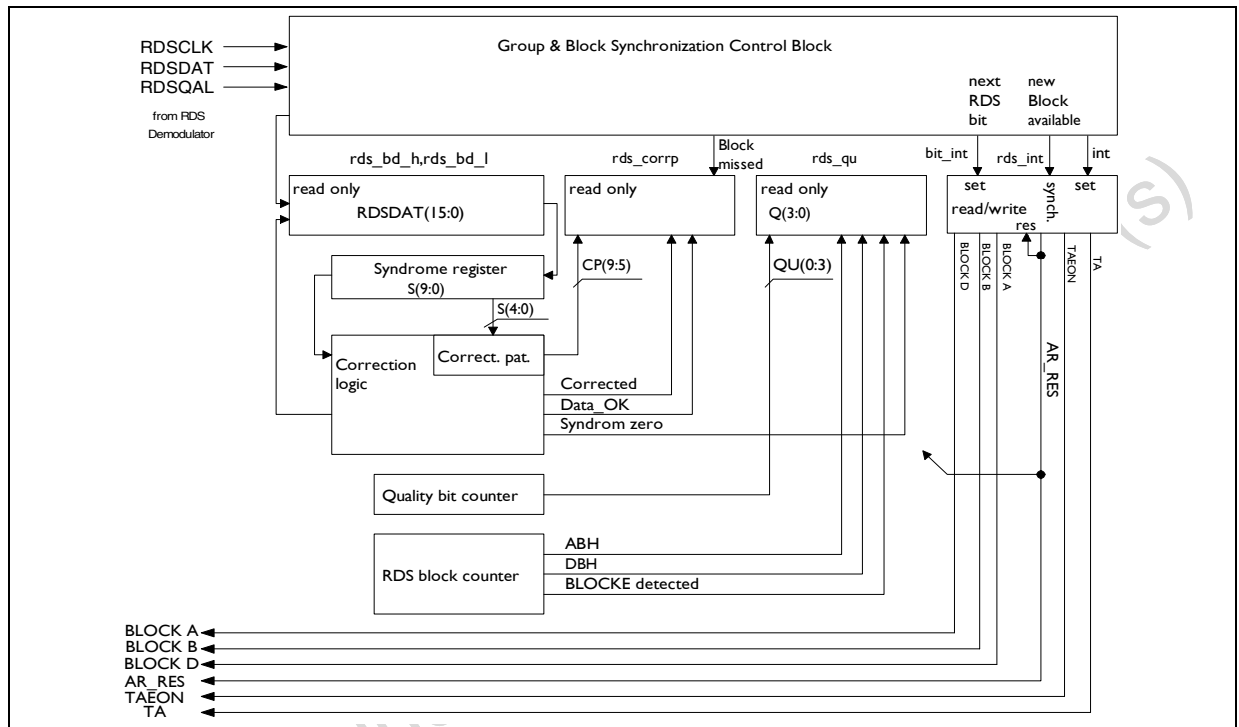 RDSCLK
RDSDAT
RDSQAL
from RDS
Demodulator
Group & Block Synchronization Control Block
next
RDS
bit
new
Block
available
rds_bd_h,rds_bd_l
rds_corrp
Block
missed
rds_qu
bit_int
rds_int
int
read only
RDSDAT(15:0)
read only
read only
Q(3:0)
set
synch.
set
read/write
res
BLOCK D
BLOCK B
BLOCK A
TAEON
TA
(s)
Syndrome register
S(9:0)
CP(9:5)
QU(0:3)
S(4:0)
Correction
logic
Correct. pat.
AR_RES
Corrected
Data_OK
Syndrom zero
Quality bit counter
RDS block counter
ABH
DBH
BLOCKE detected
BLOCK A
BLOCK B
BLOCK D
AR_RES
TAEON
TA